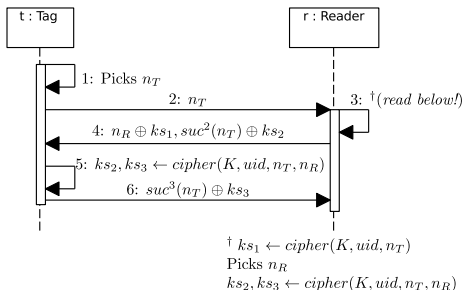 t : Tag
r : Reader
1: Picks n_T
2: n_T
3: †(read below!)
4: n_R ⊕ ks_1, suc^2(n_T) ⊕ ks_2
5: ks_2, ks_3 ← cipher(K, uid, n_T, n_R)
6: suc^3(n_T) ⊕ ks_3
† ks_1 ← cipher(K, uid, n_T)
Picks n_R
ks_2, ks_3 ← cipher(K, uid, n_T, n_R)